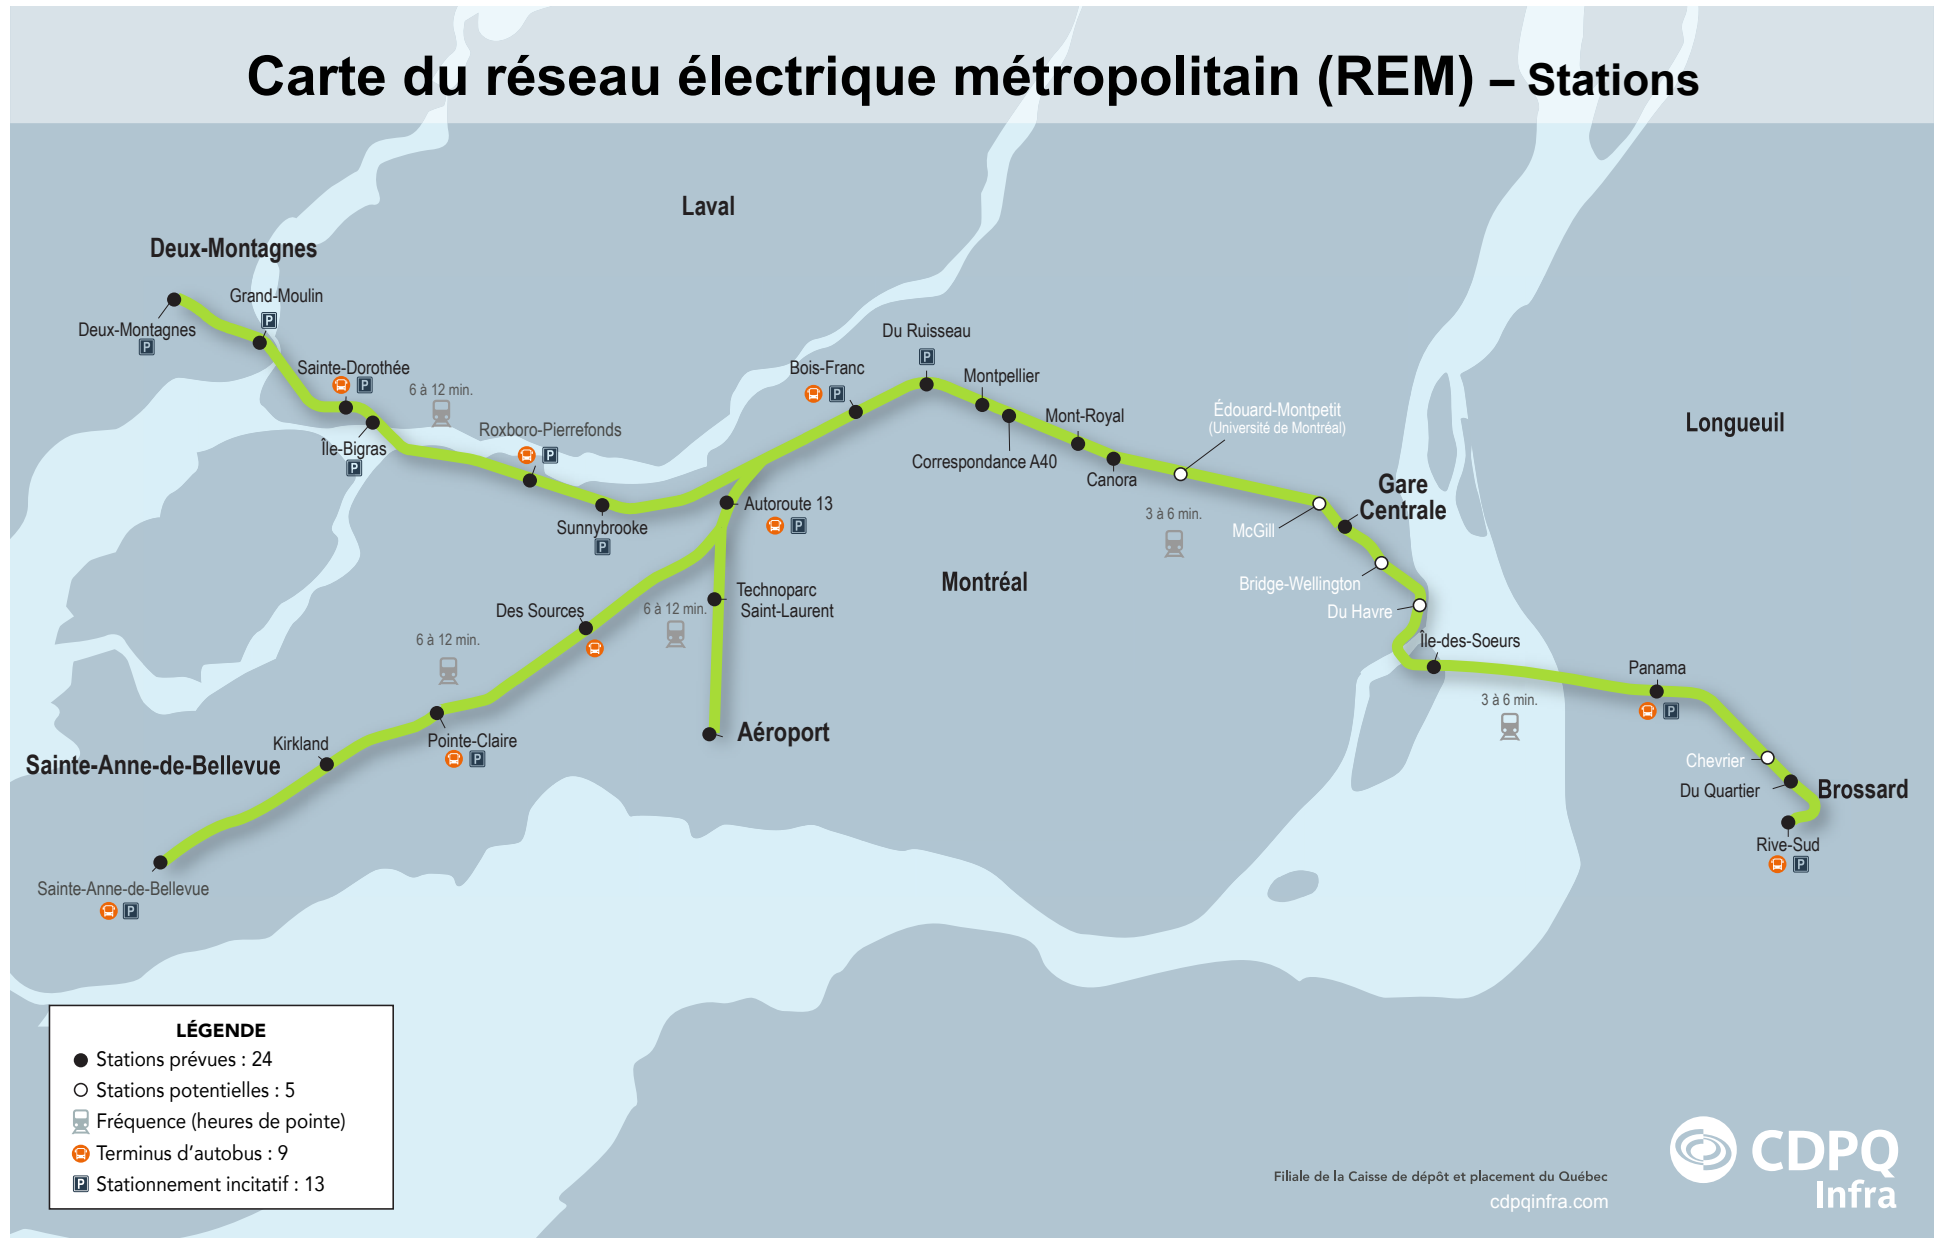 Carte du réseau électrique métropolitain (REM) – Stations
Laval
Deux-Montagnes
Grand-Moulin
P
Deux-Montagnes
P
Sainte-Dorothée
P
6 à 12 min.
Île-Bigras
P
Roxboro-Pierrefonds
P
Sunnybrooke
P
Bois-Franc
P
Du Ruisseau
P
Montpellier
Correspondance A40
Mont-Royal
Canora
Édouard-Montpetit
(Université de Montréal)
3 à 6 min.
McGill
Gare
Centrale
Bridge-Wellington
Du Havre
Île-des-Soeurs
Longueuil
Panama
P
3 à 6 min.
Chevrier
Du Quartier
Brossard
Rive-Sud
P
Autoroute 13
P
Montréal
Technoparc
Saint-Laurent
6 à 12 min.
Aéroport
Des Sources
6 à 12 min.
Pointe-Claire
P
Kirkland
Sainte-Anne-de-Bellevue
Sainte-Anne-de-Bellevue
P
LÉGENDE
Stations prévues : 24
Stations potentielles : 5
Fréquence (heures de pointe)
Terminus d'autobus : 9
P Stationnement incitatif : 13
Filiale de la Caisse de dépôt et placement du Québec
cdpqinfra.com
CDPQ
Infra